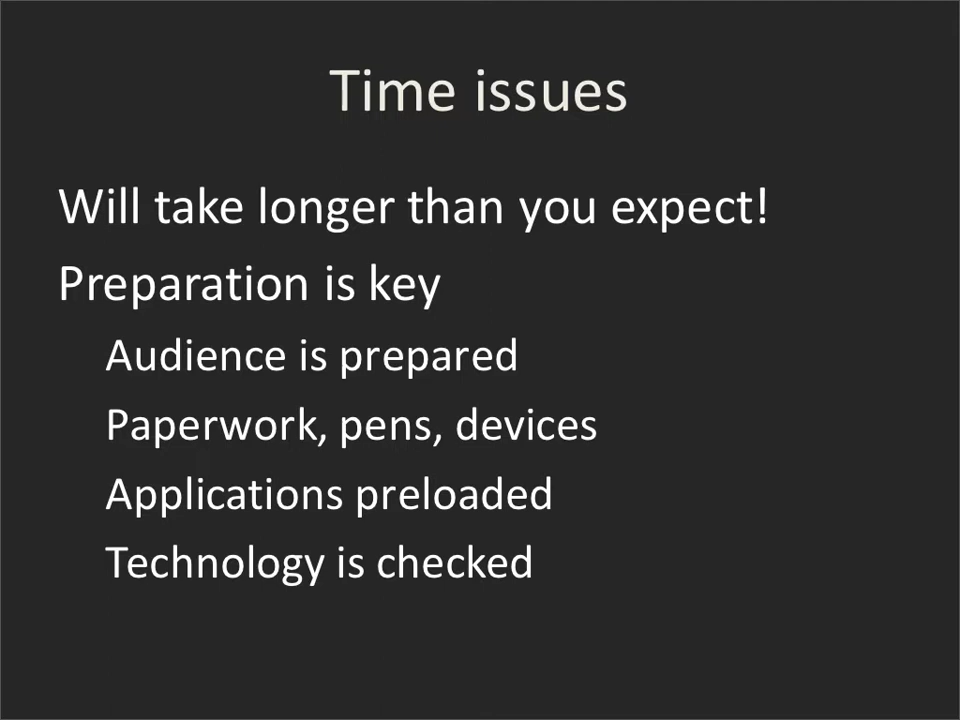 Time issues
Will take longer than you expect!
Preparation is key
Audience is prepared
Paperwork, pens, devices
Applications preloaded
Technology is checked